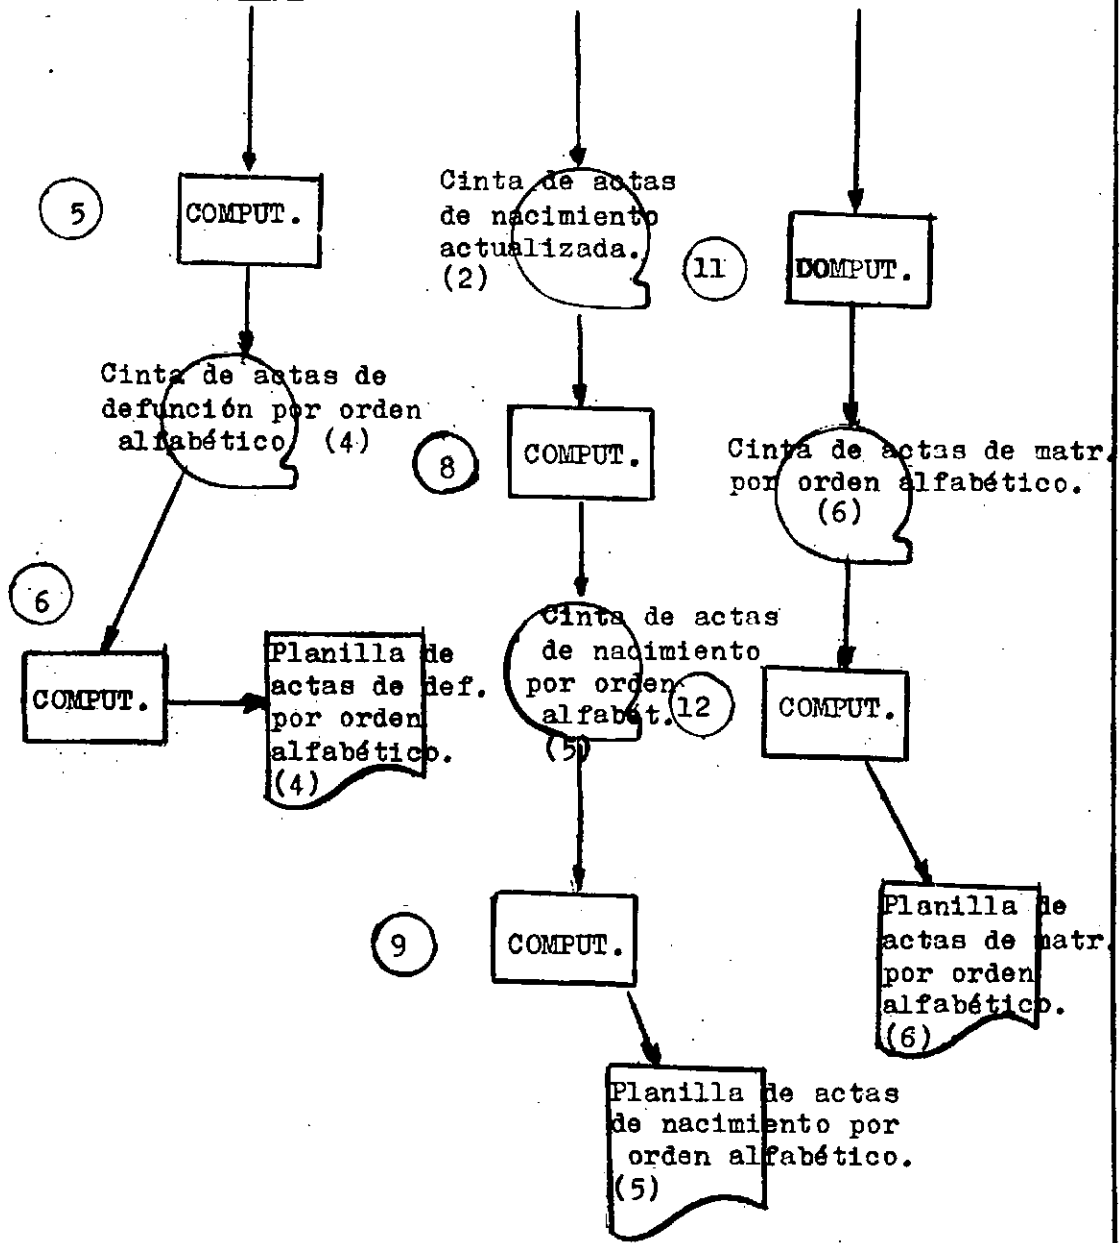 5
COMPUT.
Cinta de actas de
defunción por orden
alfabético (4)
6
COMPUT.
Planilla de
actas de def.
por orden
alfabético.
(4)
Cinta de actas
de nacimiento
actualizada.
(2)
8
COMPUT.
Cinta de actas
de nacimiento
por orden
alfabét.
(5)
9
COMPUT.
Planilla de actas
de nacimiento por
orden alfabético.
(5)
11
COMPUT.
Cinta de actas de matr.
por orden alfabético.
(6)
12
COMPUT.
Planilla de
actas de matr.
por orden
alfabético.
(6)